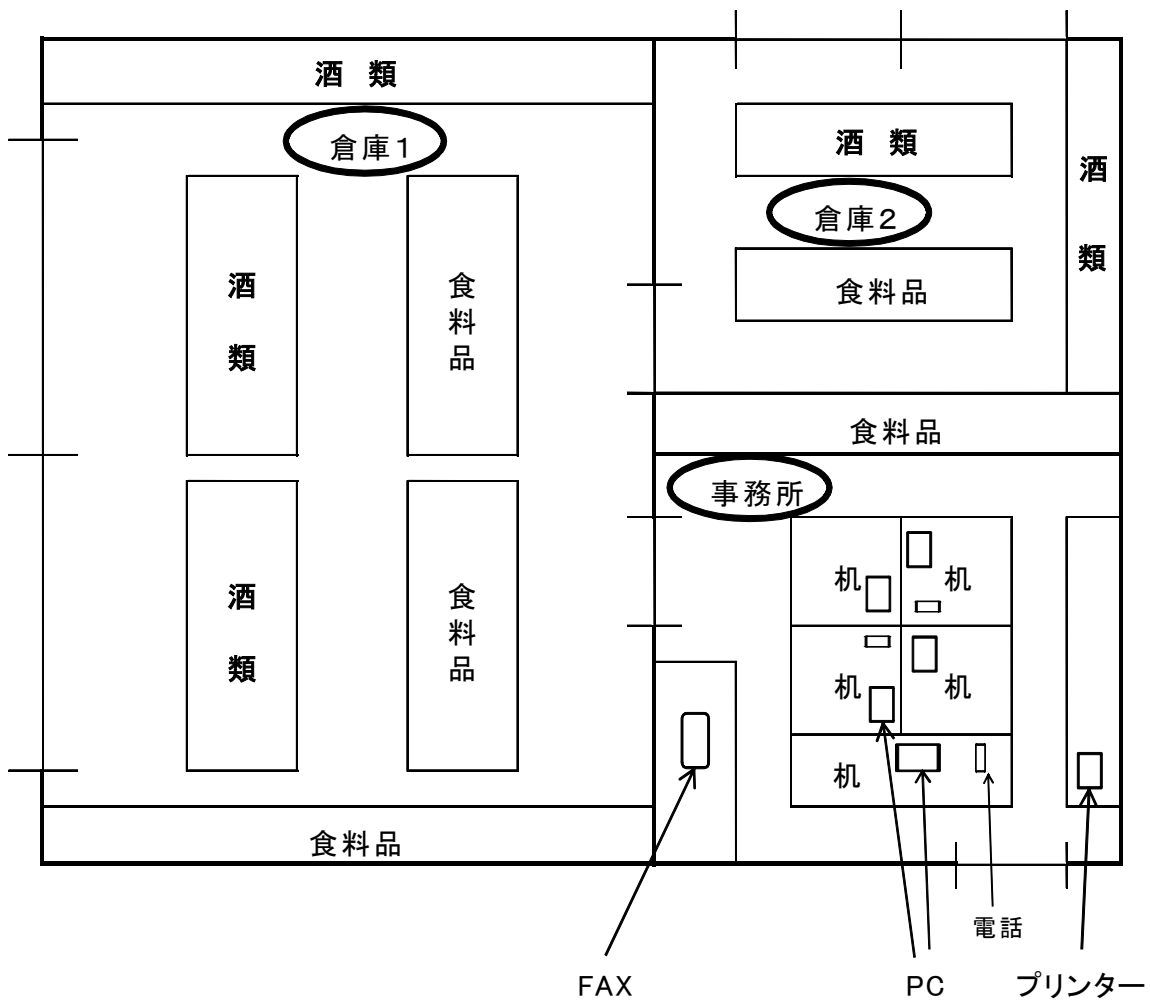 酒 類
倉庫1
酒 類
食料品
酒 類
食料品
食料品
酒 類
倉庫2
食料品
酒 類
食料品
事務所
机
机
机
机
机
FAX
PC
電話
プリンター